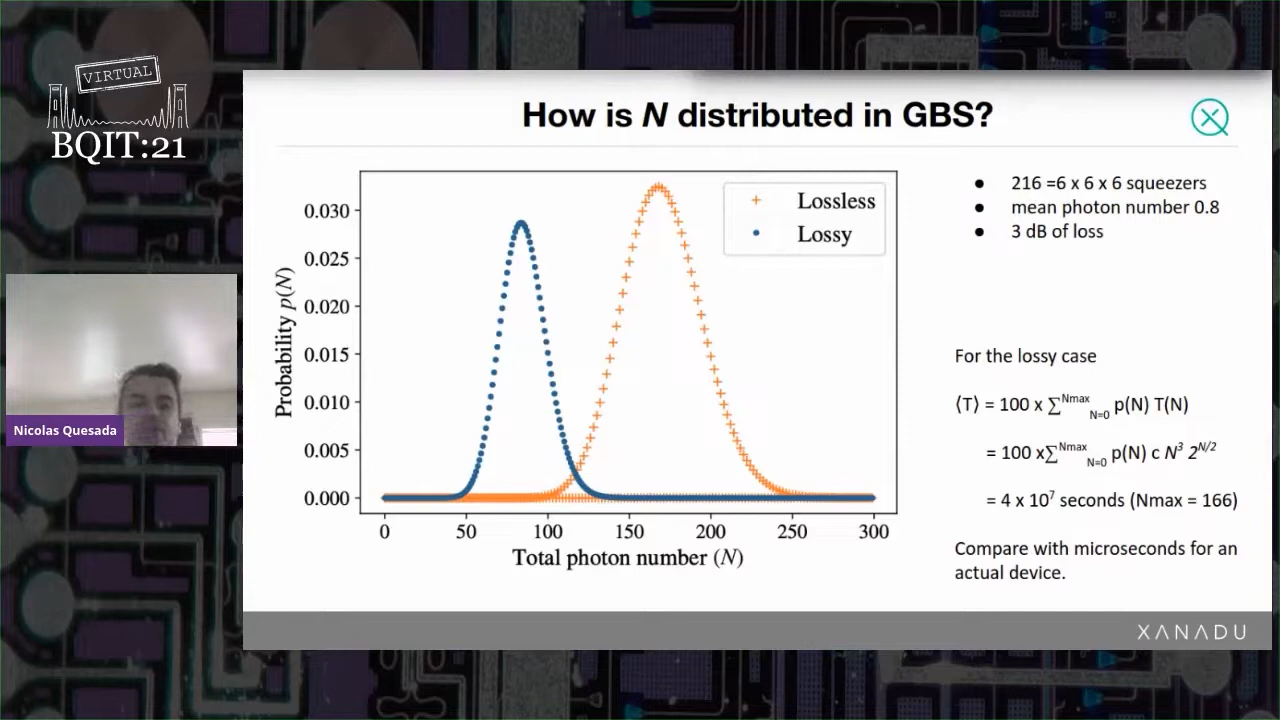 VIRTUAL
BQIT:21
Nicolas Quesada
How is N distributed in GBS?
Probability p(N)
0.030
0.025
0.020
0.015
0.010
0.005
0.000
0 50 100 150 200 250 300
Total photon number (N)
Lossless
Lossy
● 216 =6 x 6 x 6 squeezers
● mean photon number 0.8
● 3 dB of loss
For the lossy case
⟨T⟩ = 100 x ∑^Nmax_N=0 p(N) T(N)
= 100 x∑^Nmax_N=0 p(N) c N³ 2^N/2
= 4 x 10⁷ seconds (Nmax = 166)
Compare with microseconds for an
actual device.
XANADU